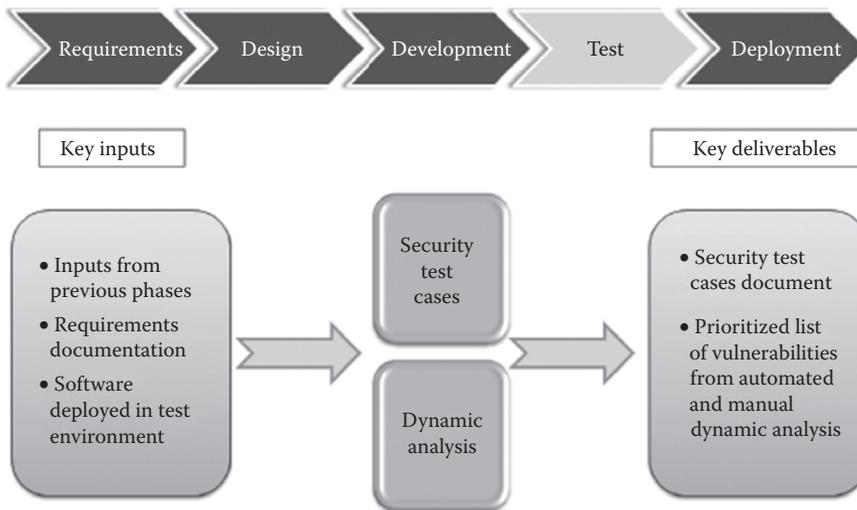 Requirements
Design
Development
Test
Deployment
Key inputs
Key deliverables
• Inputs from
previous phases
• Requirements
documentation
• Software
deployed in test
environment
Security
test
cases
Dynamic
analysis
• Security test
cases document
• Prioritized list
of vulnerabilities
from automated
and manual
dynamic analysis